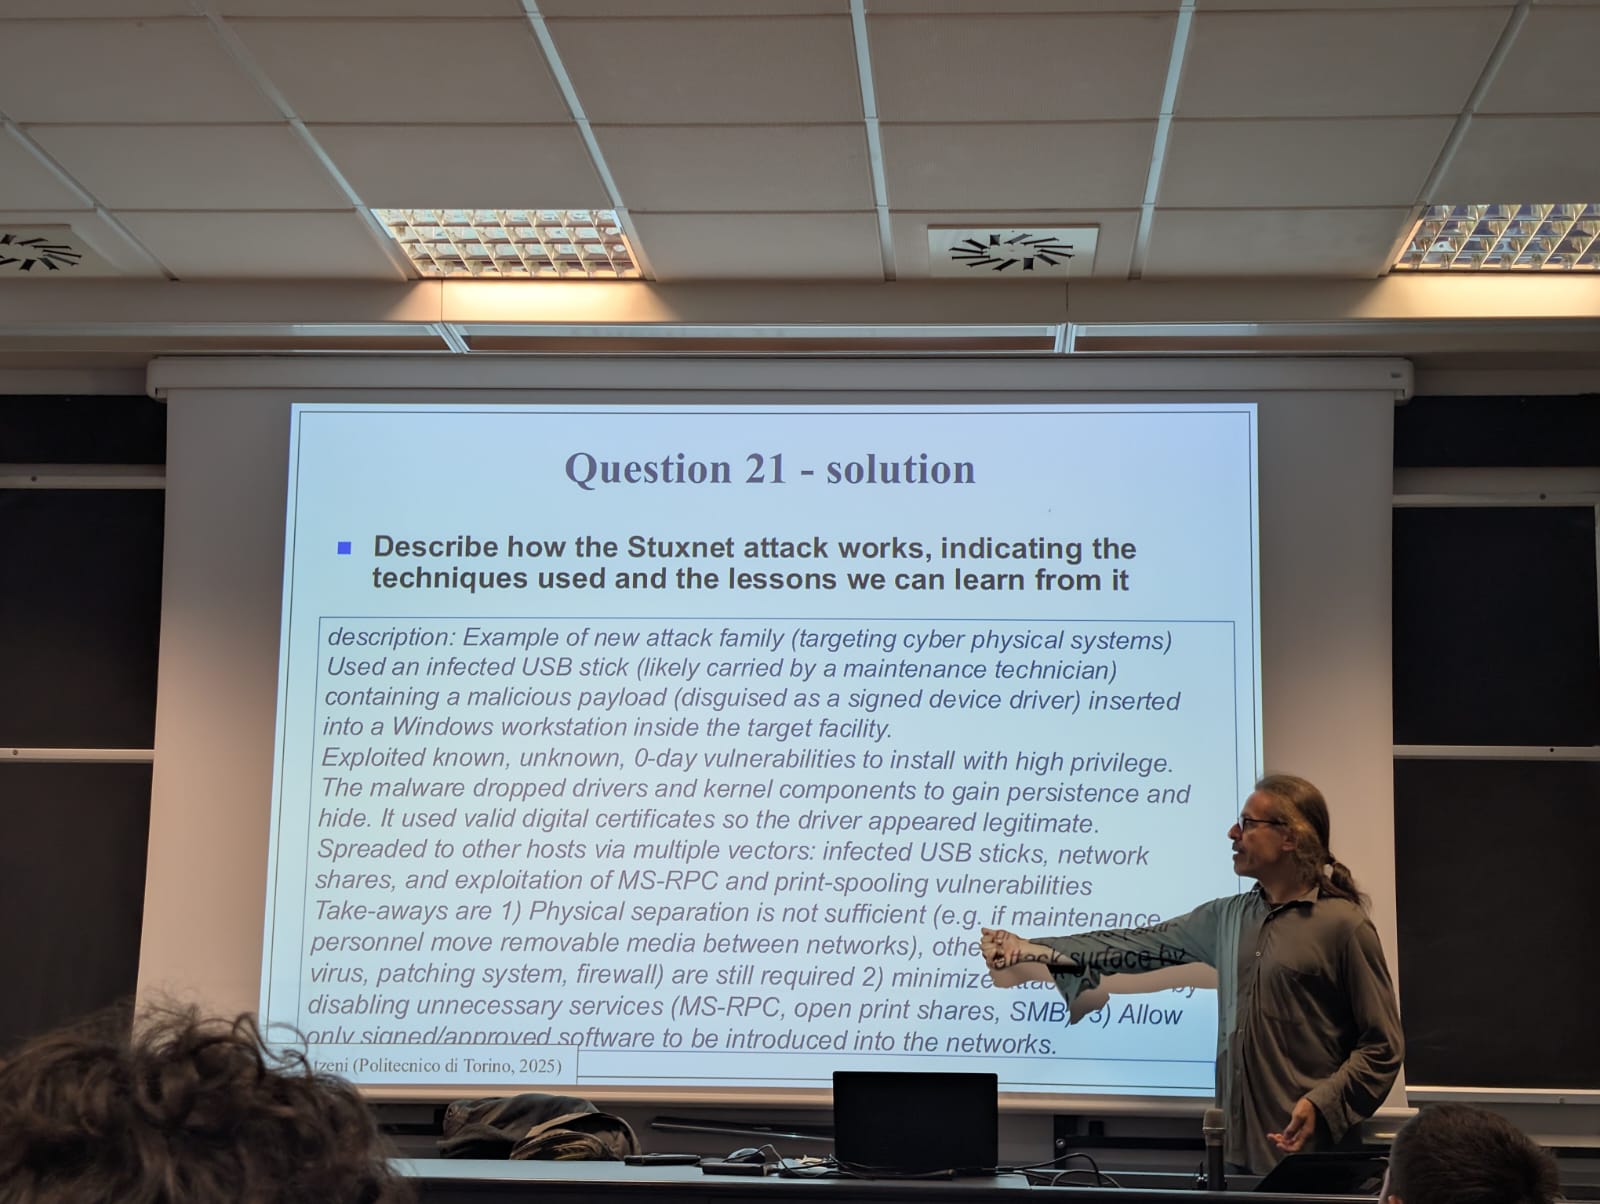 Question 21 - solution
Describe how the Stuxnet attack works, indicating the
techniques used and the lessons we can learn from it
description: Example of new attack family (targeting cyber physical systems)
Used an infected USB stick (likely carried by a maintenance technician)
containing a malicious payload (disguised as a signed device driver) inserted
into a Windows workstation inside the target facility.
Exploited known, unknown, 0-day vulnerabilities to install with high privilege.
The malware dropped drivers and kernel components to gain persistence and
hide. It used valid digital certificates so the driver appeared legitimate.
Spreaded to other hosts via multiple vectors: infected USB sticks, network
shares, and exploitation of MS-RPC and print-spooling vulnerabilities
Take-aways are 1) Physical separation is not sufficient (e.g. if maintenance
personnel move removable media between networks), othe
virus, patching system, firewall) are still required 2) minimize attack surface by
disabling unnecessary services (MS-RPC, open print shares, SMB) 3) Allow
only signed/approved software to be introduced into the networks.
tzeni (Politecnico di Torino, 2025)